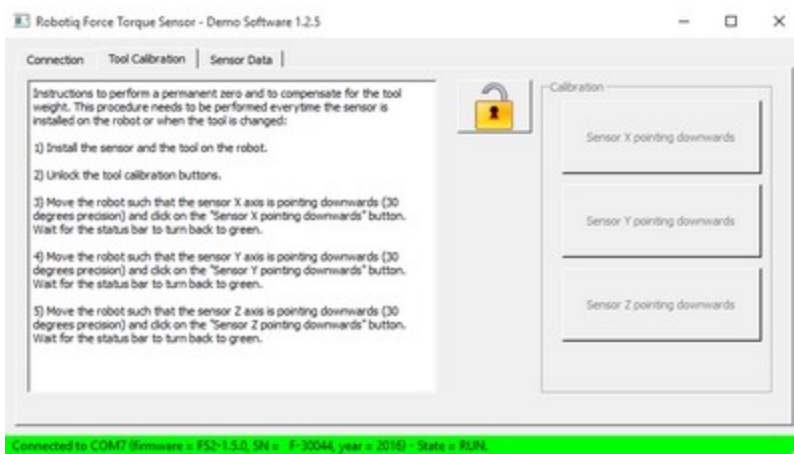 Robotiq Force Torque Sensor - Demo Software 1.2.5
Connection
Tool Calibration
Sensor Data
Instructions to perform a permanent zero and to compensate for the tool
weight. This procedure needs to be performed everytime the sensor is
installed on the robot or when the tool is changed:
1) Install the sensor and the tool on the robot.
2) Unlock the tool calibration buttons.
3) Move the robot such that the sensor X axis is pointing downwards (30
degrees precision) and click on the "Sensor X pointing downwards" button.
Wait for the status bar to turn back to green.
4) Move the robot such that the sensor Y axis is pointing downwards (30
degrees precision) and click on the "Sensor Y pointing downwards" button.
Wait for the status bar to turn back to green.
5) Move the robot such that the sensor Z axis is pointing downwards (30
degrees precision) and click on the "Sensor Z pointing downwards" button.
Wait for the status bar to turn back to green.
Calibration
Sensor X pointing downwards
Sensor Y pointing downwards
Sensor Z pointing downwards
Connected to COM7 (firmware = FS2-1.5.0, SN = F-30044, year = 2016) - State = RUN.